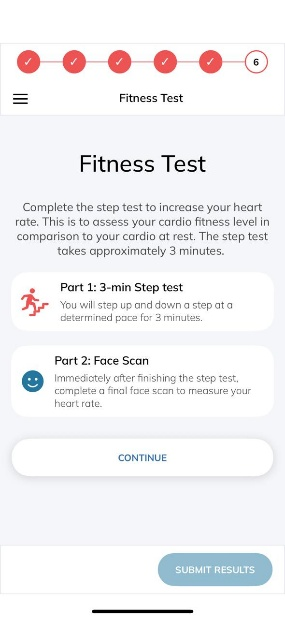 6
Fitness Test
Fitness Test
Complete the step test to increase your heart
rate. This is to assess your cardio fitness level in
comparison to your cardio at rest. The step test
takes approximately 3 minutes.
Part 1: 3-min Step test
You will step up and down a step at a
determined pace for 3 minutes.
Part 2: Face Scan
Immediately after finishing the step test,
complete a final face scan to measure your
heart rate.
CONTINUE
SUBMIT RESULTS